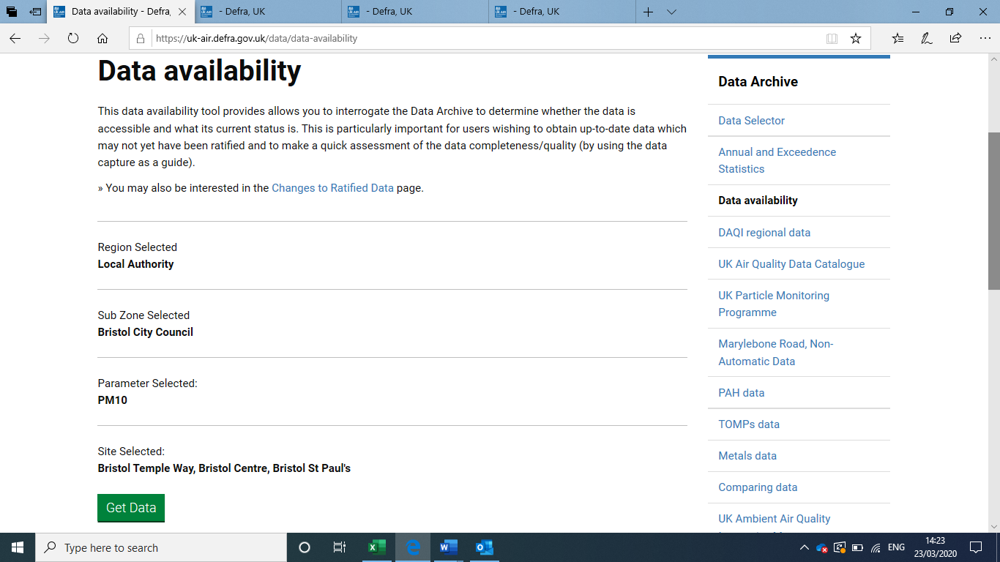 Data availability - Defra,
- Defra, UK
- Defra, UK
- Defra, UK
https://uk-air.defra.gov.uk/data/data-availability
Data availability
This data availability tool provides allows you to interrogate the Data Archive to determine whether the data is
accessible and what its current status is. This is particularly important for users wishing to obtain up-to-date data which
may not yet have been ratified and to make a quick assessment of the data completeness/quality (by using the data
capture as a guide).
» You may also be interested in the Changes to Ratified Data page.
Region Selected
Local Authority
Sub Zone Selected
Bristol City Council
Parameter Selected:
PM10
Site Selected:
Bristol Temple Way, Bristol Centre, Bristol St Paul's
Get Data
Data Archive
Data Selector
Annual and Exceedence
Statistics
Data availability
DAQI regional data
UK Air Quality Data Catalogue
UK Particle Monitoring
Programme
Marylebone Road, Non-
Automatic Data
PAH data
TOMPs data
Metals data
Comparing data
UK Ambient Air Quality
Type here to search
ENG
14:23
23/03/2020